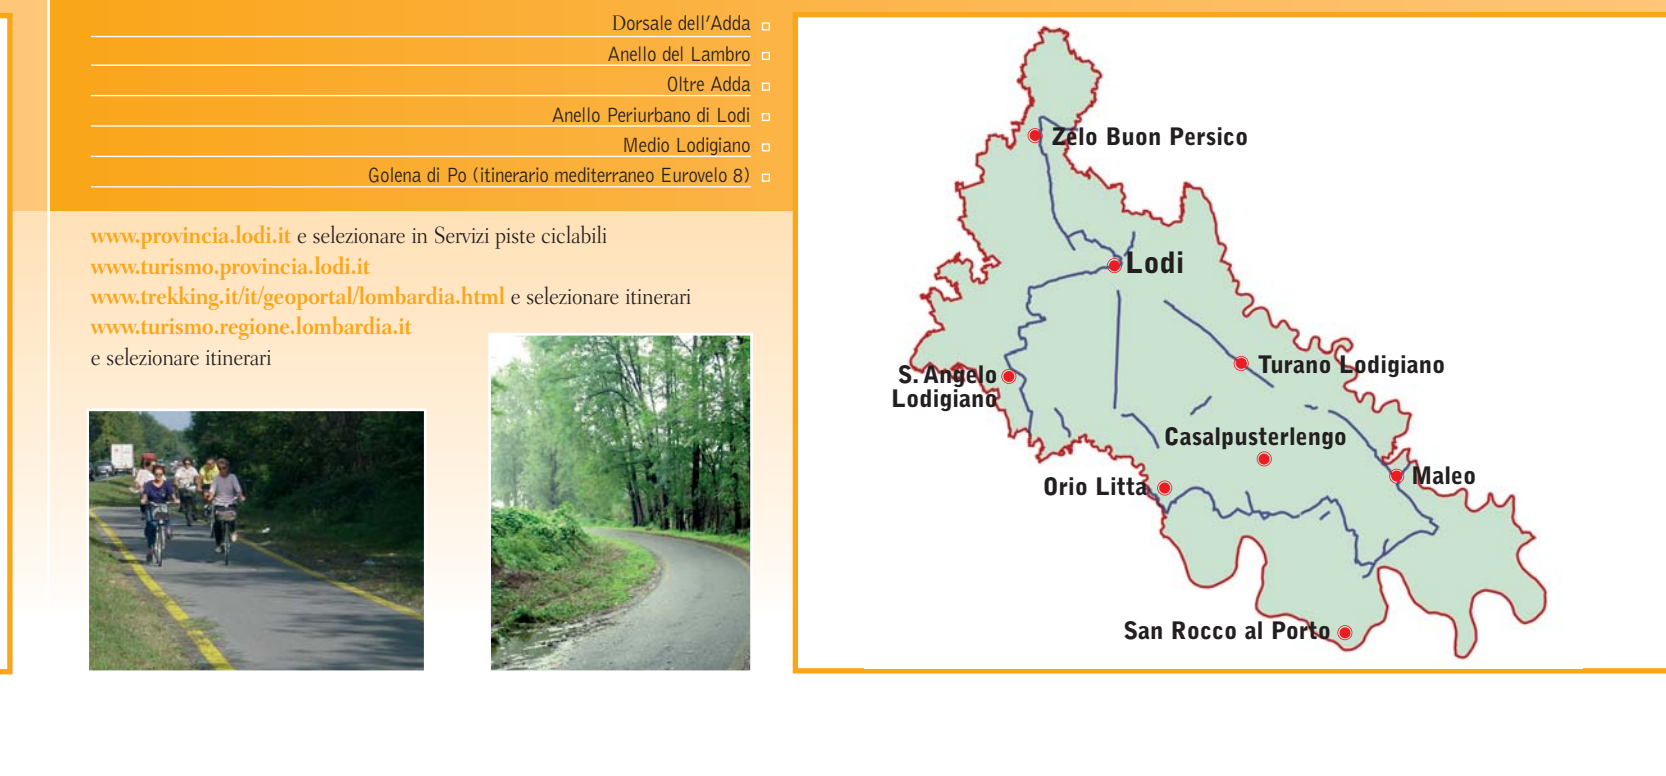 Dorsale dell'Adda
Anello del Lambro
Oltre Adda
Anello Periurbano di Lodi
Medio Lodigiano
Golena di Po (itinerario mediterraneo Eurovelo 8)
www.provincia.lodi.it e selezionare in Servizi piste ciclabili
www.turismo.provincia.lodi.it
www.trekking.it/it/geoportal/lombardia.html e selezionare itinerari
www.turismo.regione.lombardia.it
e selezionare itinerari
Zelo Buon Persico
Lodi
Turano Lodigiano
S. Angelo
Lodigiano
Casalpusterlengo
Maleo
Orio Litta
San Rocco al Porto